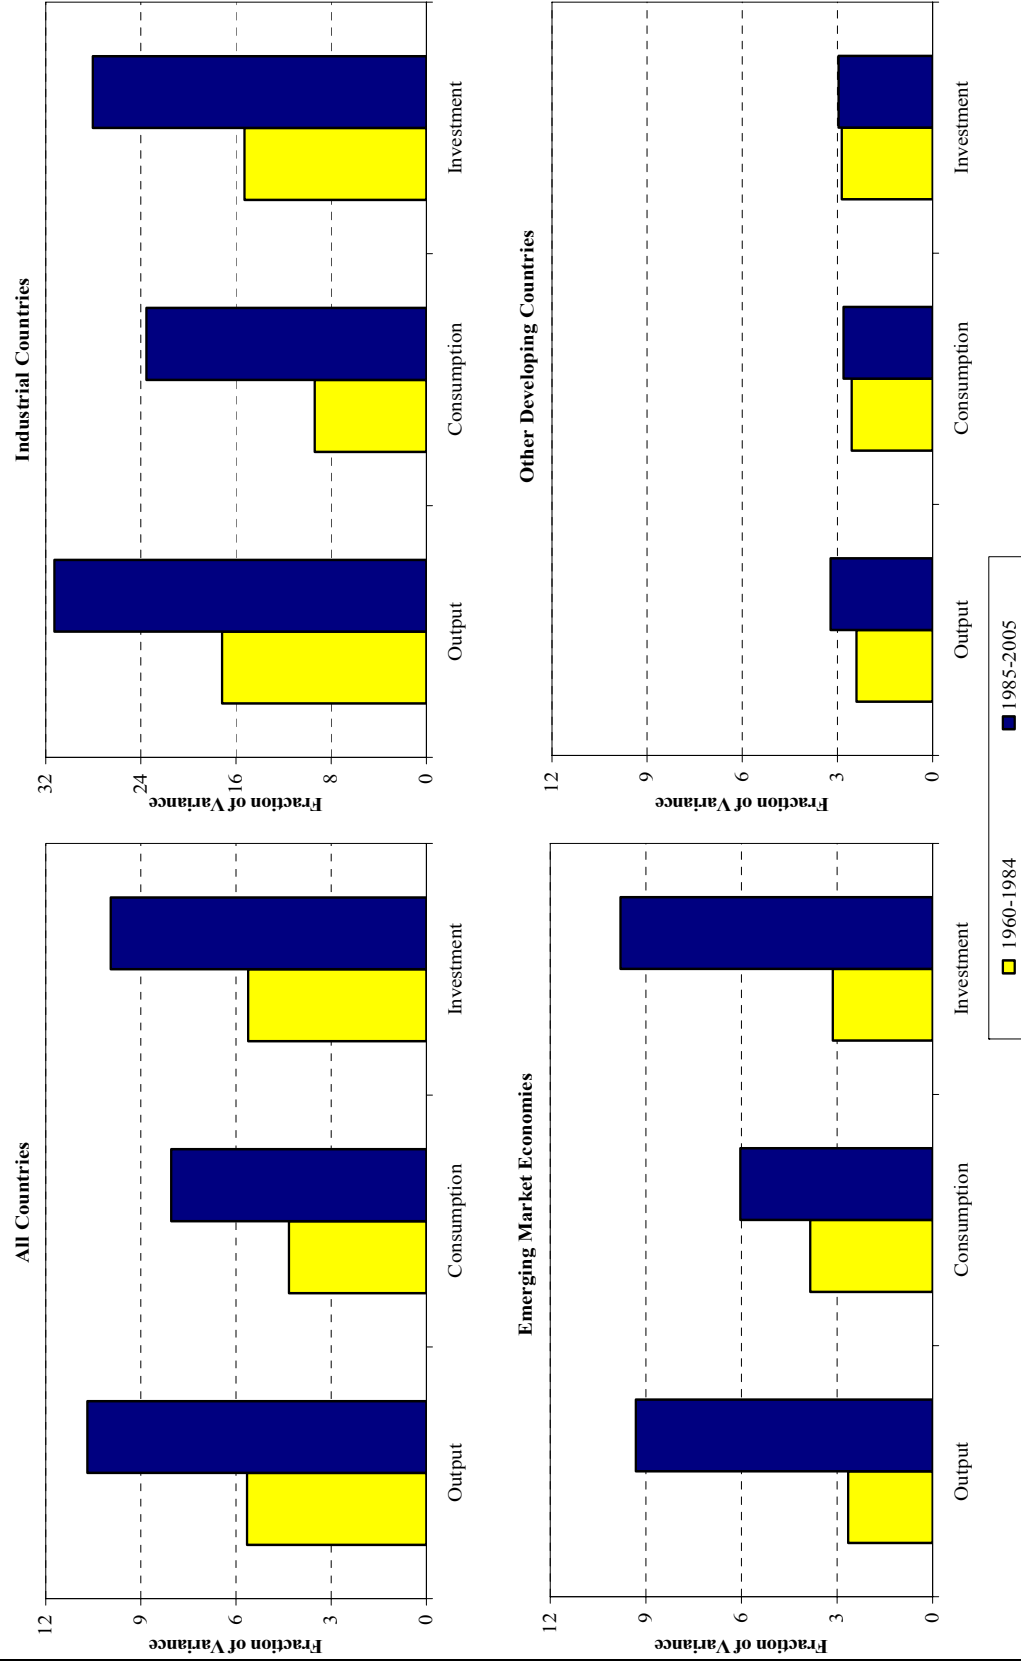 All Countries
Fraction of Variance
12
9
6
3
0
Output Consumption Investment
Industrial Countries
Fraction of Variance
32
24
16
8
0
Output Consumption Investment
Emerging Market Economies
Fraction of Variance
12
9
6
3
0
Output Consumption Investment
Other Developing Countries
Fraction of Variance
12
9
6
3
0
Output Consumption Investment
1960-1984 1985-2005